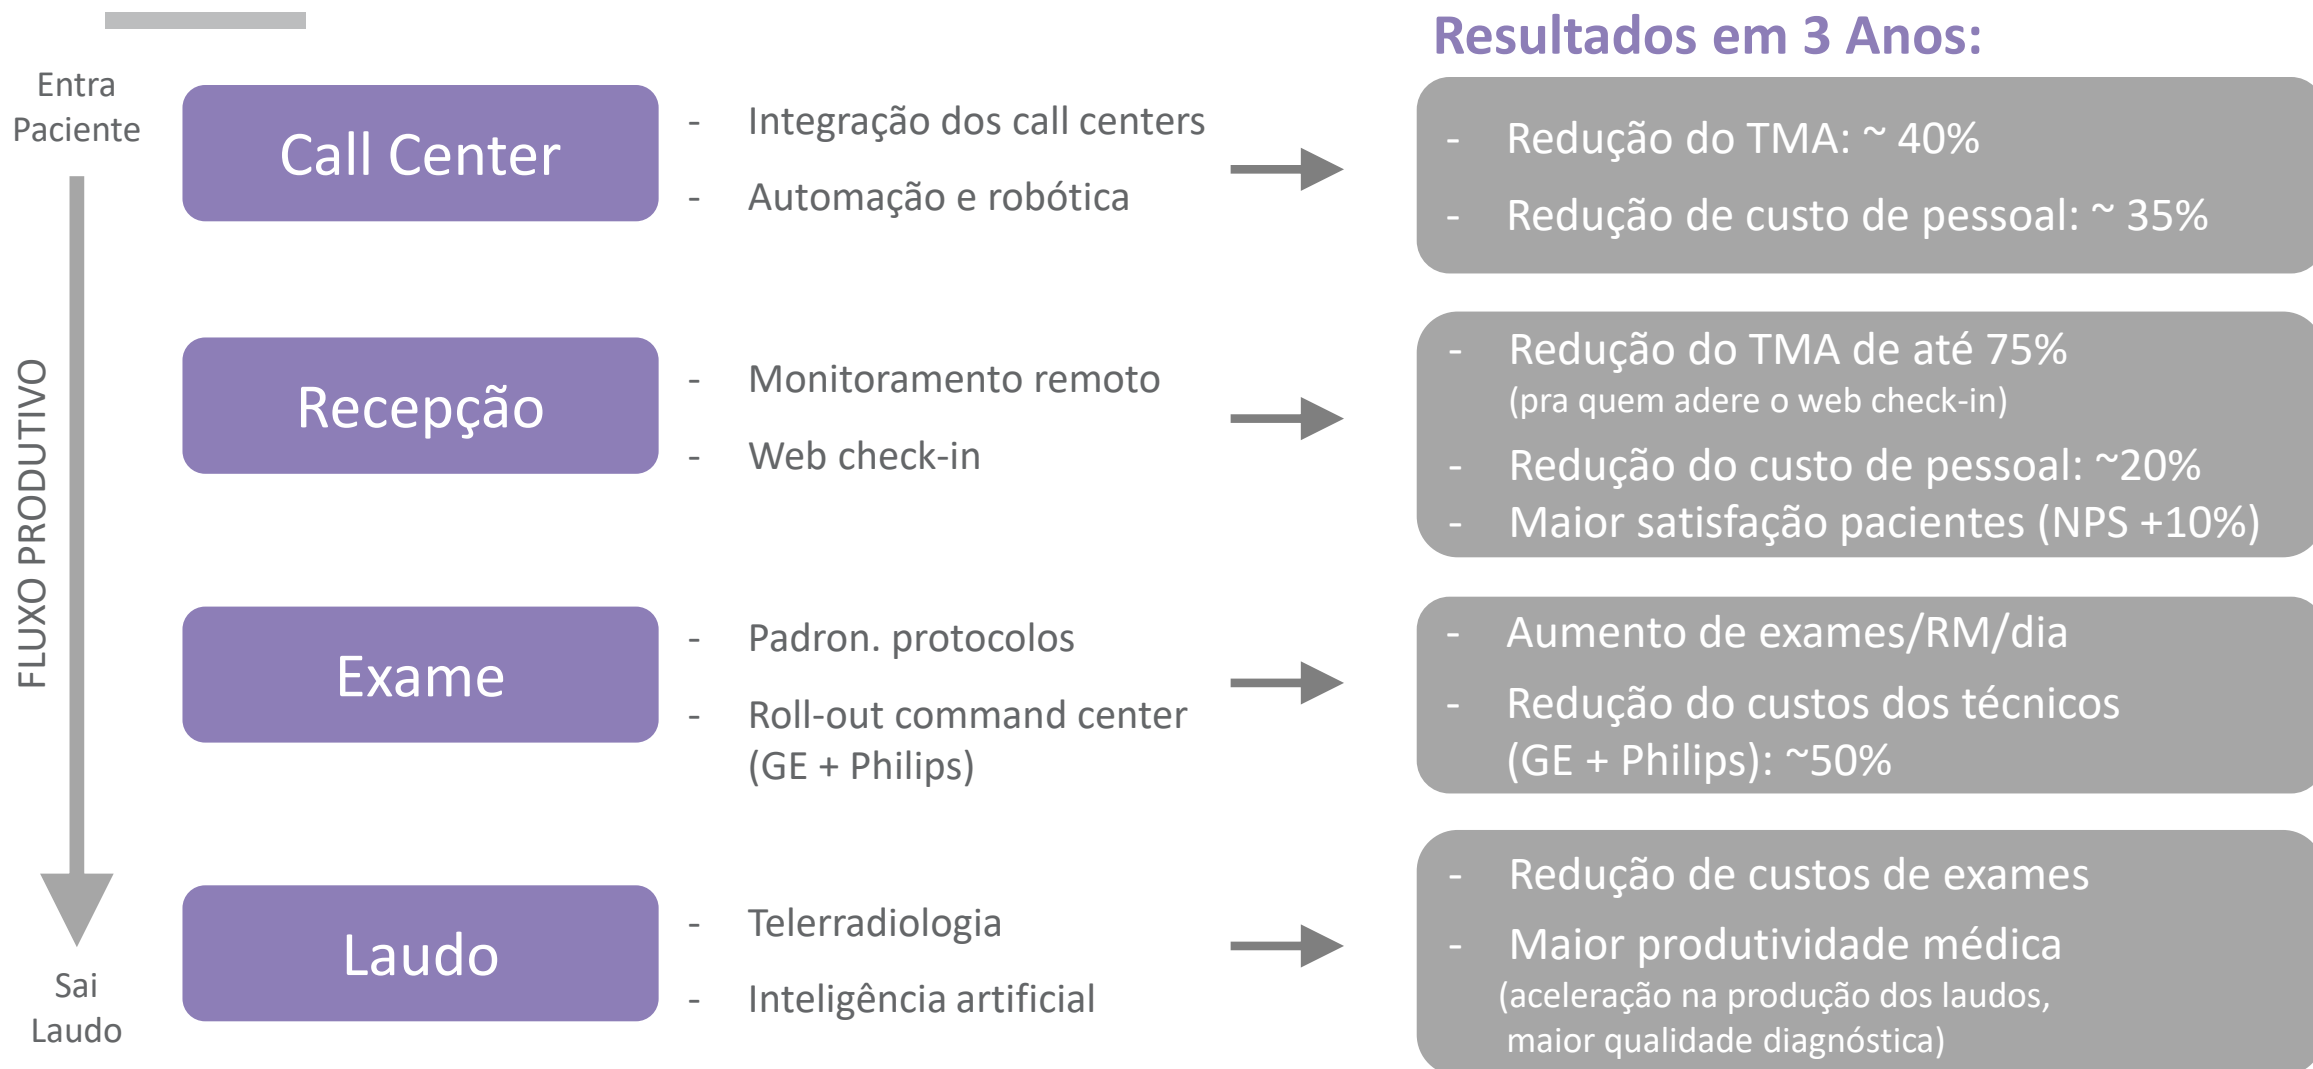 Resultados em 3 Anos:
Entra
Paciente
FLUXO PRODUTIVO
Sai
Laudo
Call Center
- Integração dos call centers
- Automação e robótica
- Redução do TMA: ~ 40%
- Redução de custo de pessoal: ~ 35%
Recepção
- Monitoramento remoto
- Web check-in
- Redução do TMA de até 75%
(pra quem adere o web check-in)
- Redução do custo de pessoal: ~20%
- Maior satisfação pacientes (NPS +10%)
Exame
- Padron. protocolos
- Roll-out command center
(GE + Philips)
- Aumento de exames/RM/dia
- Redução do custos dos técnicos
(GE + Philips): ~50%
Laudo
- Telerradiologia
- Inteligência artificial
- Redução de custos de exames
- Maior produtividade médica
(aceleração na produção dos laudos,
maior qualidade diagnóstica)